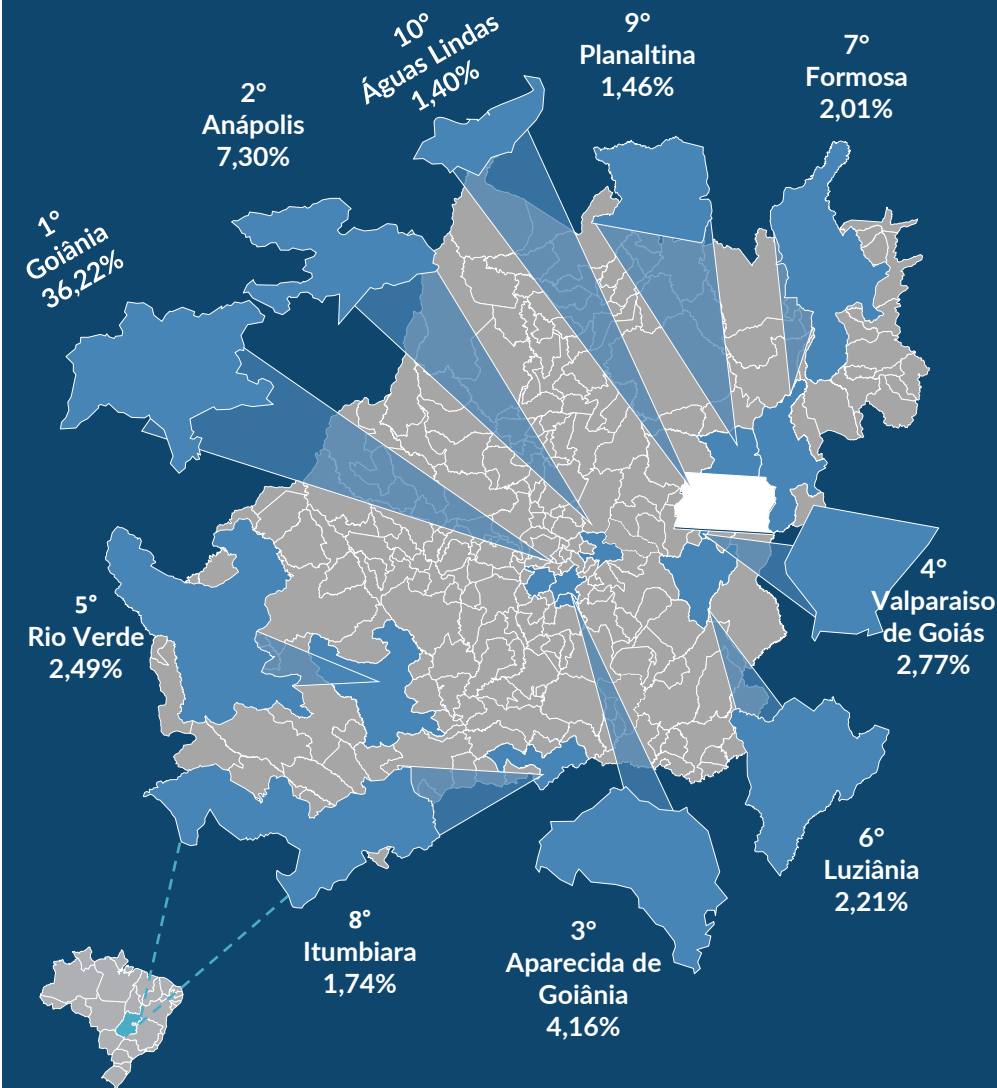 1°
Goiânia
36,22%
2°
Anápolis
7,30%
10°
Águas Lindas
1,40%
9°
Planaltina
1,46%
7°
Formosa
2,01%
5°
Rio Verde
2,49%
4°
Valparaiso
de Goiás
2,77%
6°
Luziânia
2,21%
8°
Itumbiara
1,74%
3°
Aparecida de
Goiânia
4,16%